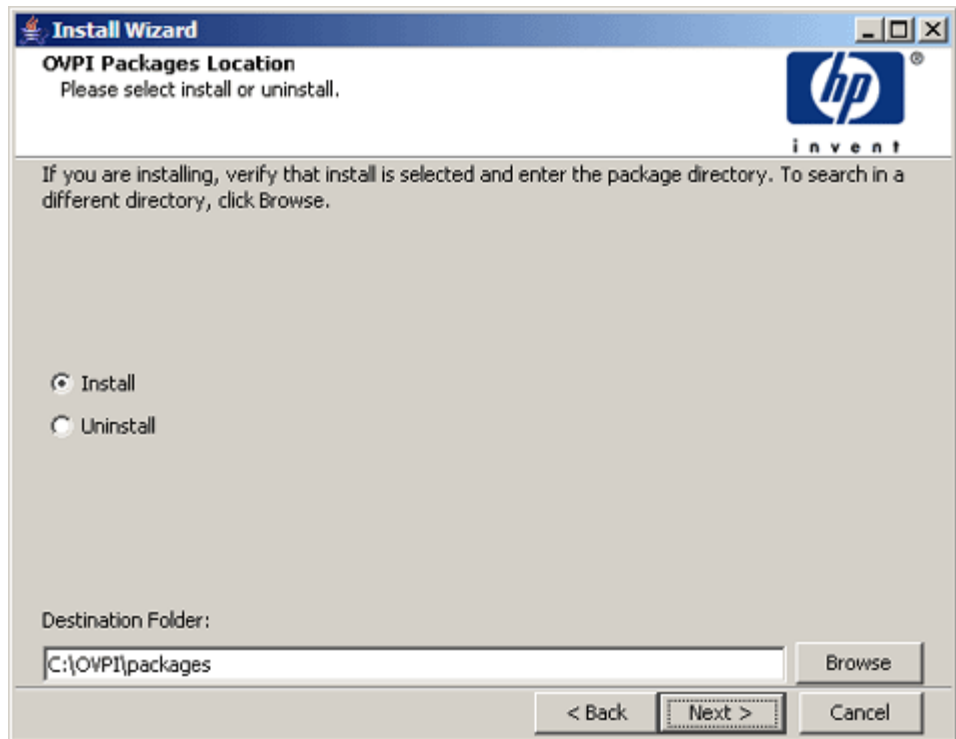 Install Wizard
OVPI Packages Location
Please select install or uninstall.
hp
®
invent
If you are installing, verify that install is selected and enter the package directory. To search in a
different directory, click Browse.
Install
Uninstall
Destination Folder:
C:\OVPI\packages
Browse
< Back
Next >
Cancel